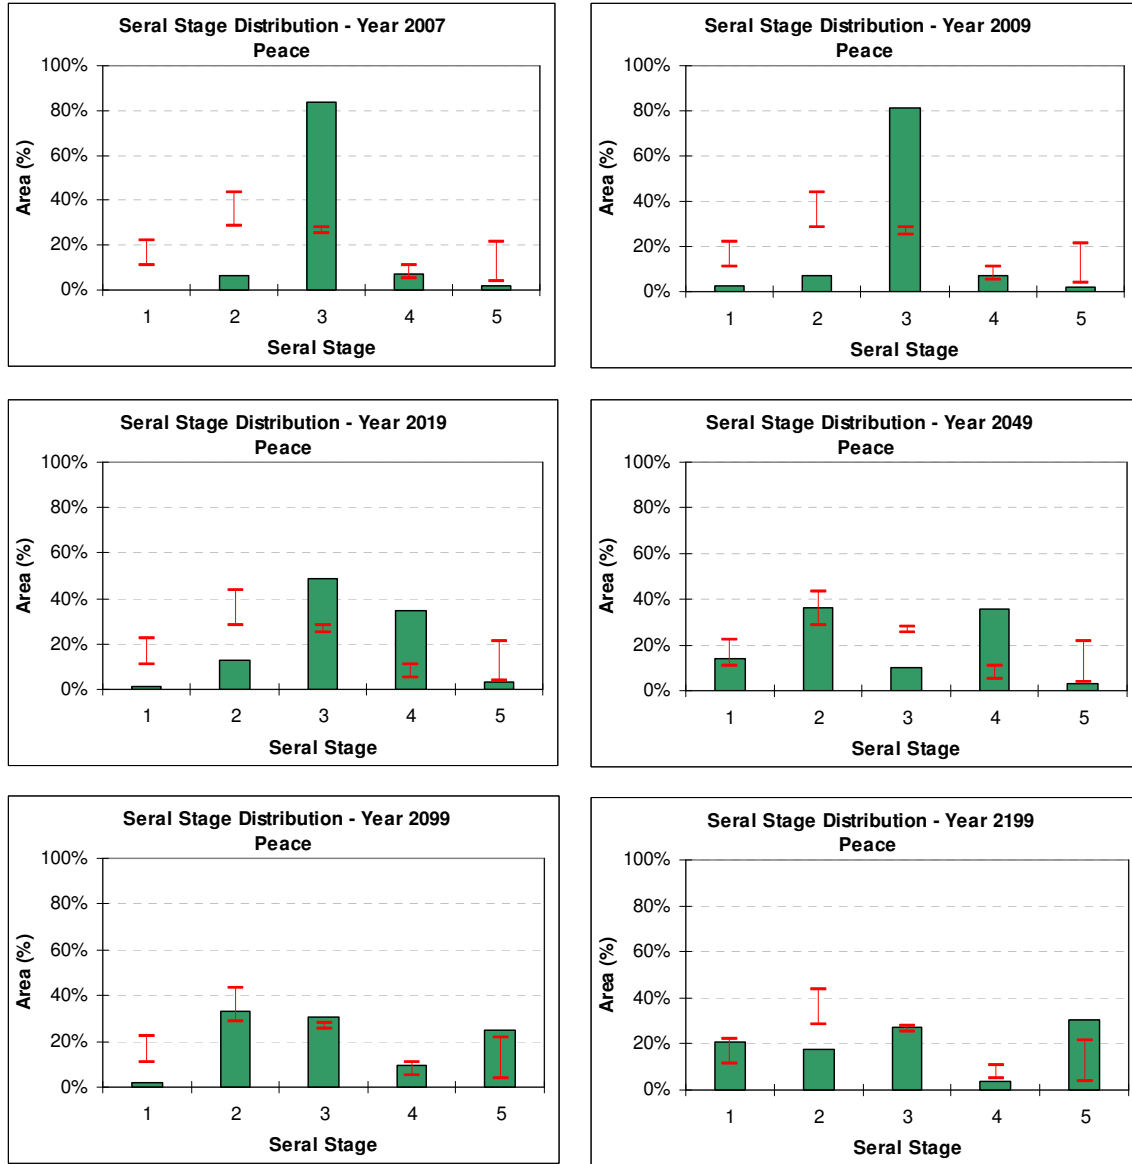 Seral Stage Distribution - Year 2007
Peace
100%
80%
60%
40%
20%
0%
Area (%)
1 2 3 4 5
Seral Stage
Seral Stage Distribution - Year 2009
Peace
100%
80%
60%
40%
20%
0%
Area (%)
1 2 3 4 5
Seral Stage
Seral Stage Distribution - Year 2019
Peace
100%
80%
60%
40%
20%
0%
Area (%)
1 2 3 4 5
Seral Stage
Seral Stage Distribution - Year 2049
Peace
100%
80%
60%
40%
20%
0%
Area (%)
1 2 3 4 5
Seral Stage
Seral Stage Distribution - Year 2099
Peace
100%
80%
60%
40%
20%
0%
Area (%)
1 2 3 4 5
Seral Stage
Seral Stage Distribution - Year 2199
Peace
100%
80%
60%
40%
20%
0%
Area (%)
1 2 3 4 5
Seral Stage